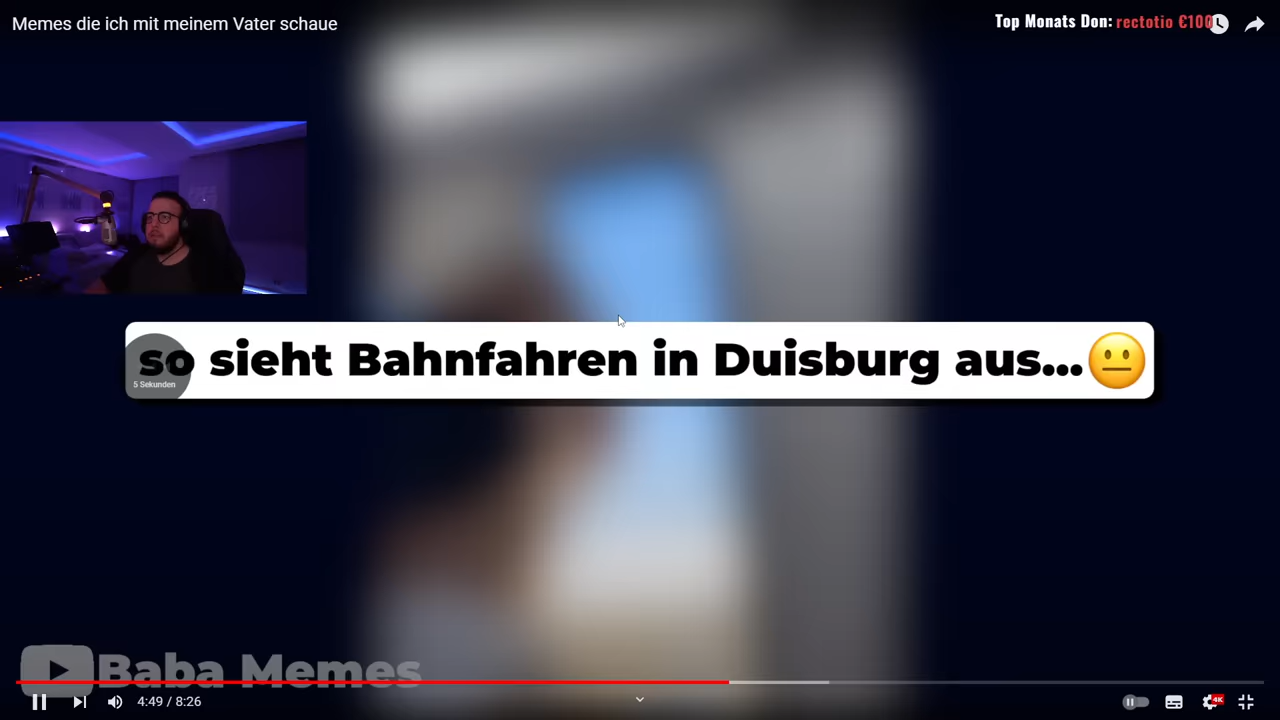 Memes die ich mit meinem Vater schaue
Top Monats Don: rectotio €100
so sieht Bahnfahren in Duisburg aus...😐
5 Sekunden
Baba Memes
4:49 / 8:26
4K